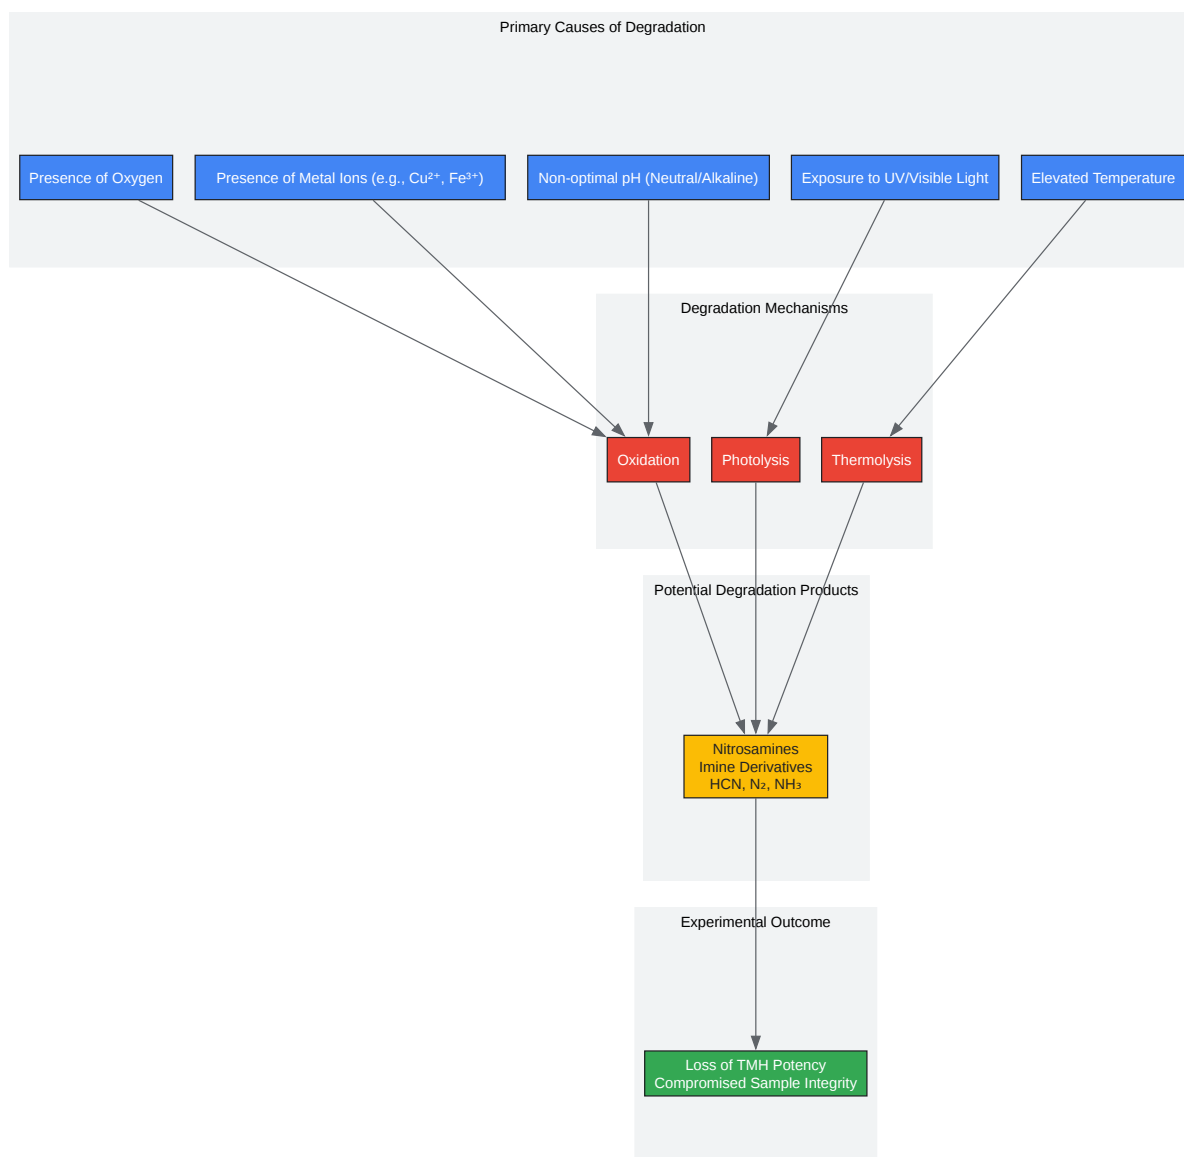 Primary Causes of Degradation
Presence of Oxygen
Presence of Metal Ions (e.g., Cu²⁺, Fe³⁺)
Non-optimal pH (Neutral/Alkaline)
Exposure to UV/Visible Light
Elevated Temperature
Degradation Mechanisms
Oxidation
Photolysis
Thermolysis
Potential Degradation Products
Nitrosamines
Imine Derivatives
HCN, N₂, NH₃
Experimental Outcome
Loss of TMH Potency
Compromised Sample Integrity